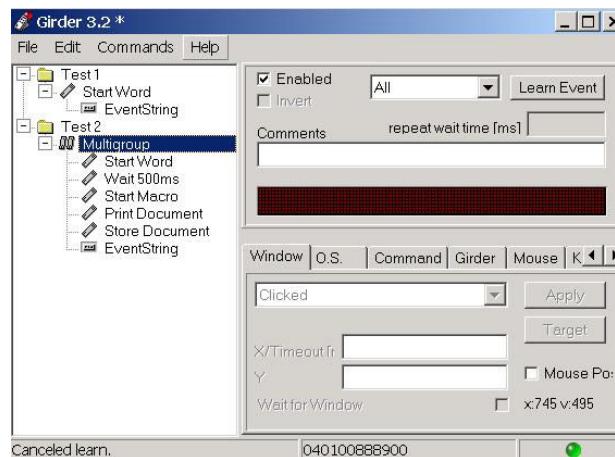 Girder 3.2 *
File Edit Commands Help
Test 1
Start Word
EventString
Test 2
Multigroup
Start Word
Wait 500ms
Start Macro
Print Document
Store Document
EventString
Enabled
All
Learn Event
Invert
Comments
repeat wait time [ms]
Window O.S. Command Girder Mouse K
Clicked
Apply
Target
X/Timeout [r
Y
Mouse Po
Wait for Window
x:745 v:495
Canceled learn.
040100888900